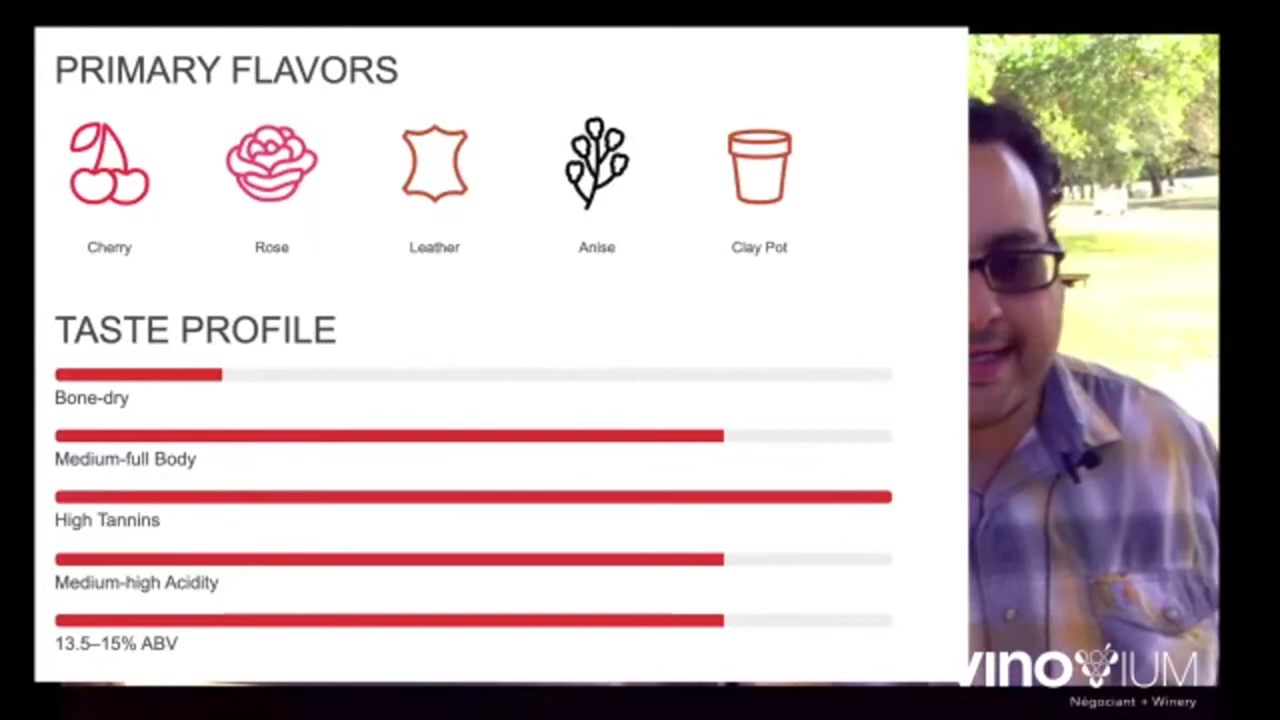 PRIMARY FLAVORS
Cherry
Rose
Leather
Anise
Clay Pot
TASTE PROFILE
Bone-dry
Medium-full Body
High Tannins
Medium-high Acidity
13.5–15% ABV
vinoVIUM
Négociant + Winery